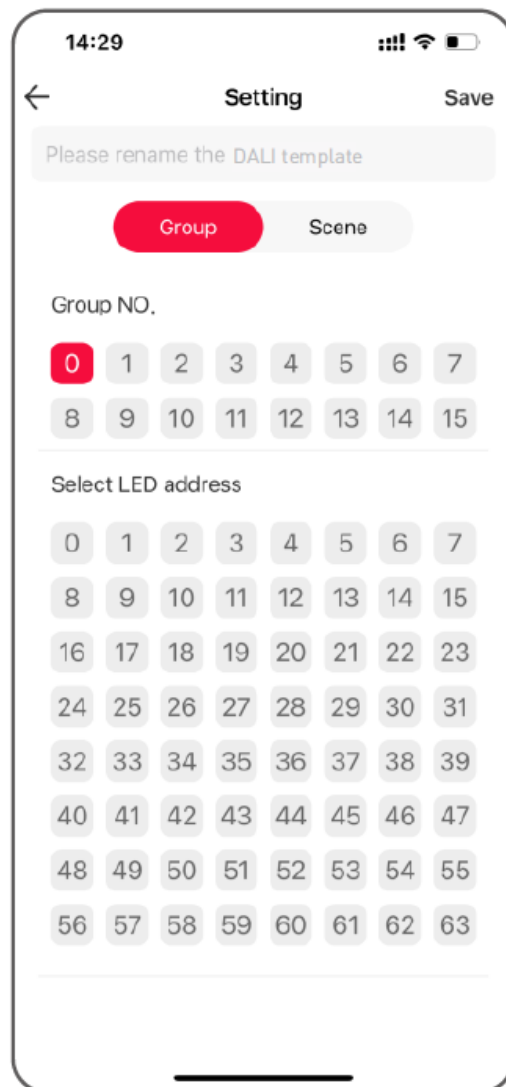 14:29
Setting Save
Please rename the DALI template
Group Scene
Group NO.
0 1 2 3 4 5 6 7
8 9 10 11 12 13 14 15
Select LED address
0 1 2 3 4 5 6 7
8 9 10 11 12 13 14 15
16 17 18 19 20 21 22 23
24 25 26 27 28 29 30 31
32 33 34 35 36 37 38 39
40 41 42 43 44 45 46 47
48 49 50 51 52 53 54 55
56 57 58 59 60 61 62 63